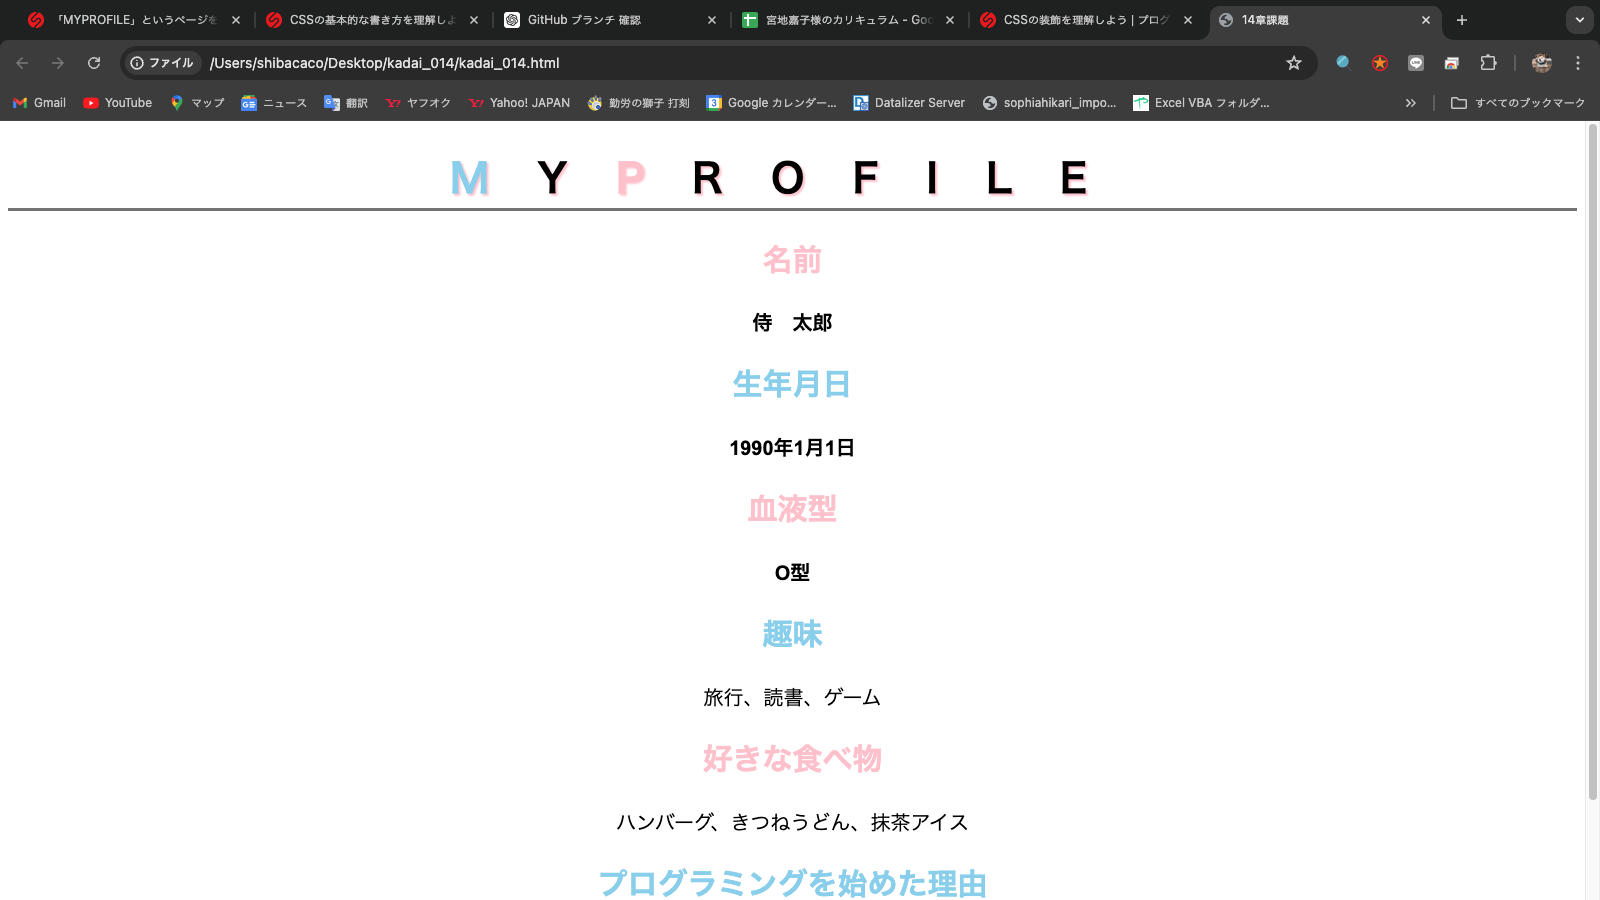 「MYPROFILE」というページを
CSSの基本的な書き方を理解しよ
GitHub ブランチ 確認
宮地嘉子様のカリキュラム - Goo
CSSの装飾を理解しよう | プログ
14章課題
ファイル
/Users/shibacaco/Desktop/kadai_014/kadai_014.html
Gmail
YouTube
マップ
ニュース
翻訳
ヤフオク
Yahoo! JAPAN
勤労の獅子 打刻
Google カレンダー...
Datalizer Server
sophiahikari_impo...
Excel VBA フォルダ...
すべてのブックマーク
M Y P R O F I L E
名前
侍　太郎
生年月日
1990年1月1日
血液型
O型
趣味
旅行、読書、ゲーム
好きな食べ物
ハンバーグ、きつねうどん、抹茶アイス
プログラミングを始めた理由